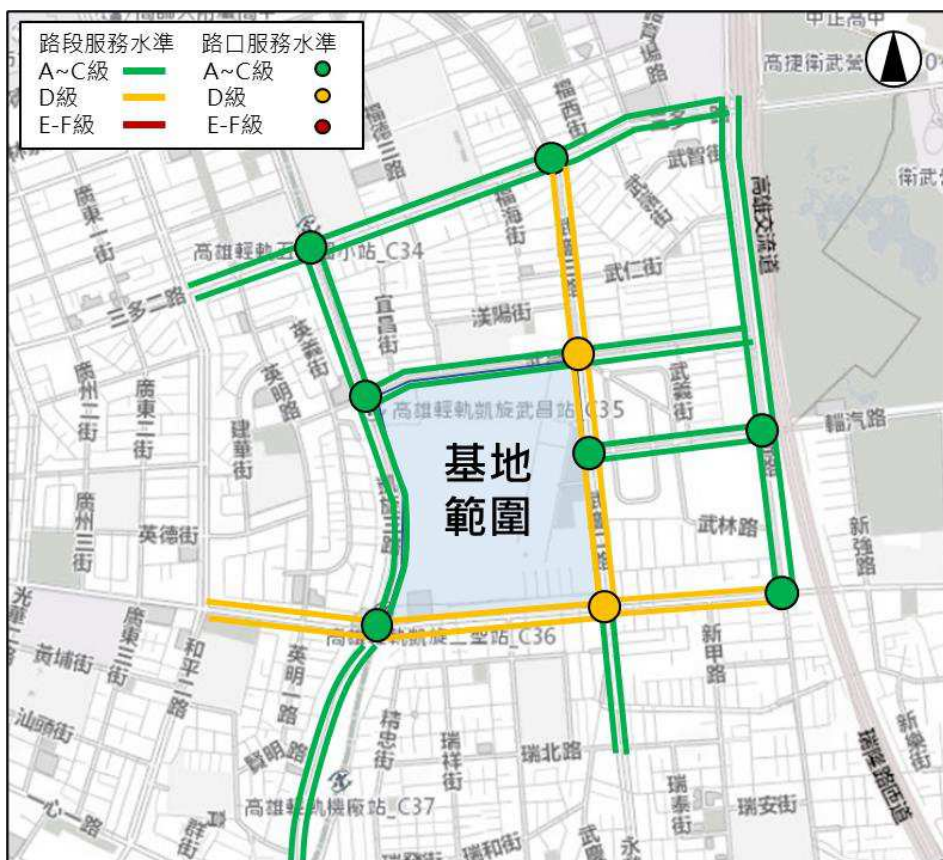 路段服務水準 路口服務水準
A~C級 A~C級
D級 D級
E-F級 E-F級
中正高中
高捷衛武營
福德三路
福西街
武智街
廣東一街
福海街
高雄交流道
高雄輕軌五
小站_C34
武仁街
宜昌街
漢陽街
三多二路
英義街
英明路
武義街
廣州一街
廣東二街
高雄輕軌凱旋武昌站_C35
輜汽路
建華街
基地
範圍
武林路
英德街
廣州三街
新強路
廣東三街
和平二路
高雄
軌凱旋二聖站_C36
黃埔街
英明一路
新甲路
汕頭街
賢明路
瑞祥街
瑞北路
瑞隆路匝道
新樂街
高雄輕軌機廠站_C37
瑞泰街
瑞安街
一心一路
瑞和街